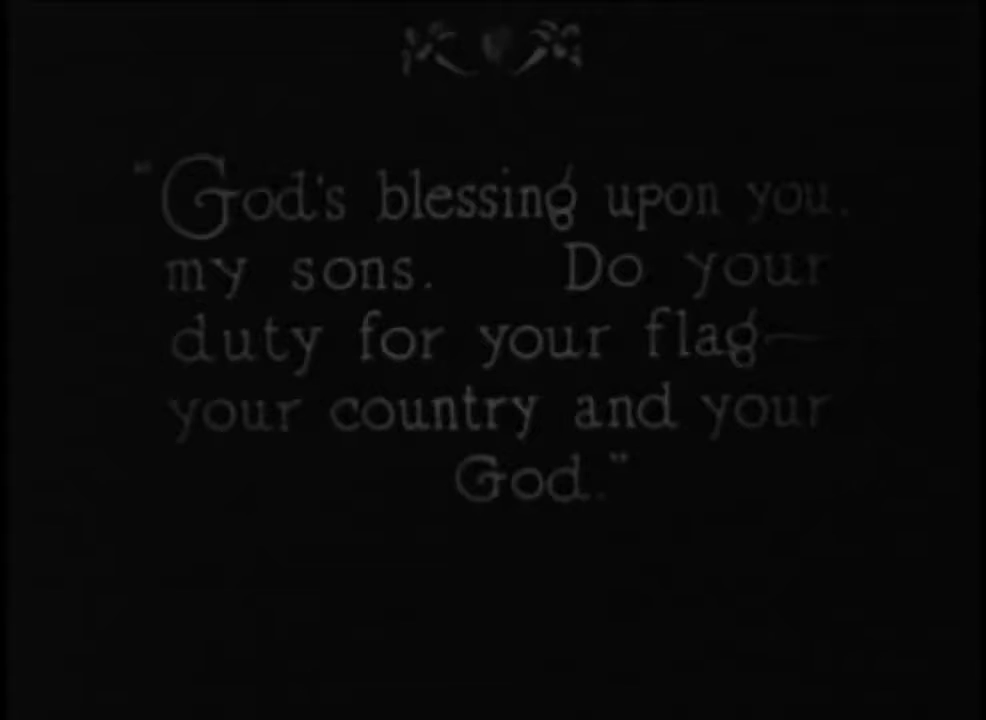 "God's blessing upon you,
my sons. Do your
duty for your flag—
your country and your
God."